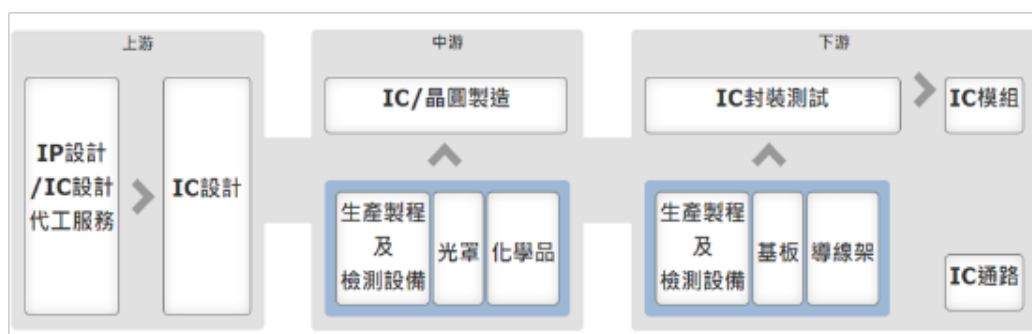 上游
IP設計
/IC設計
代工服務
IC設計
中游
IC/晶圓製造
生產製程
及
檢測設備
光罩
化學品
下游
IC封裝測試
IC模組
生產製程
及
檢測設備
基板
導線架
IC通路